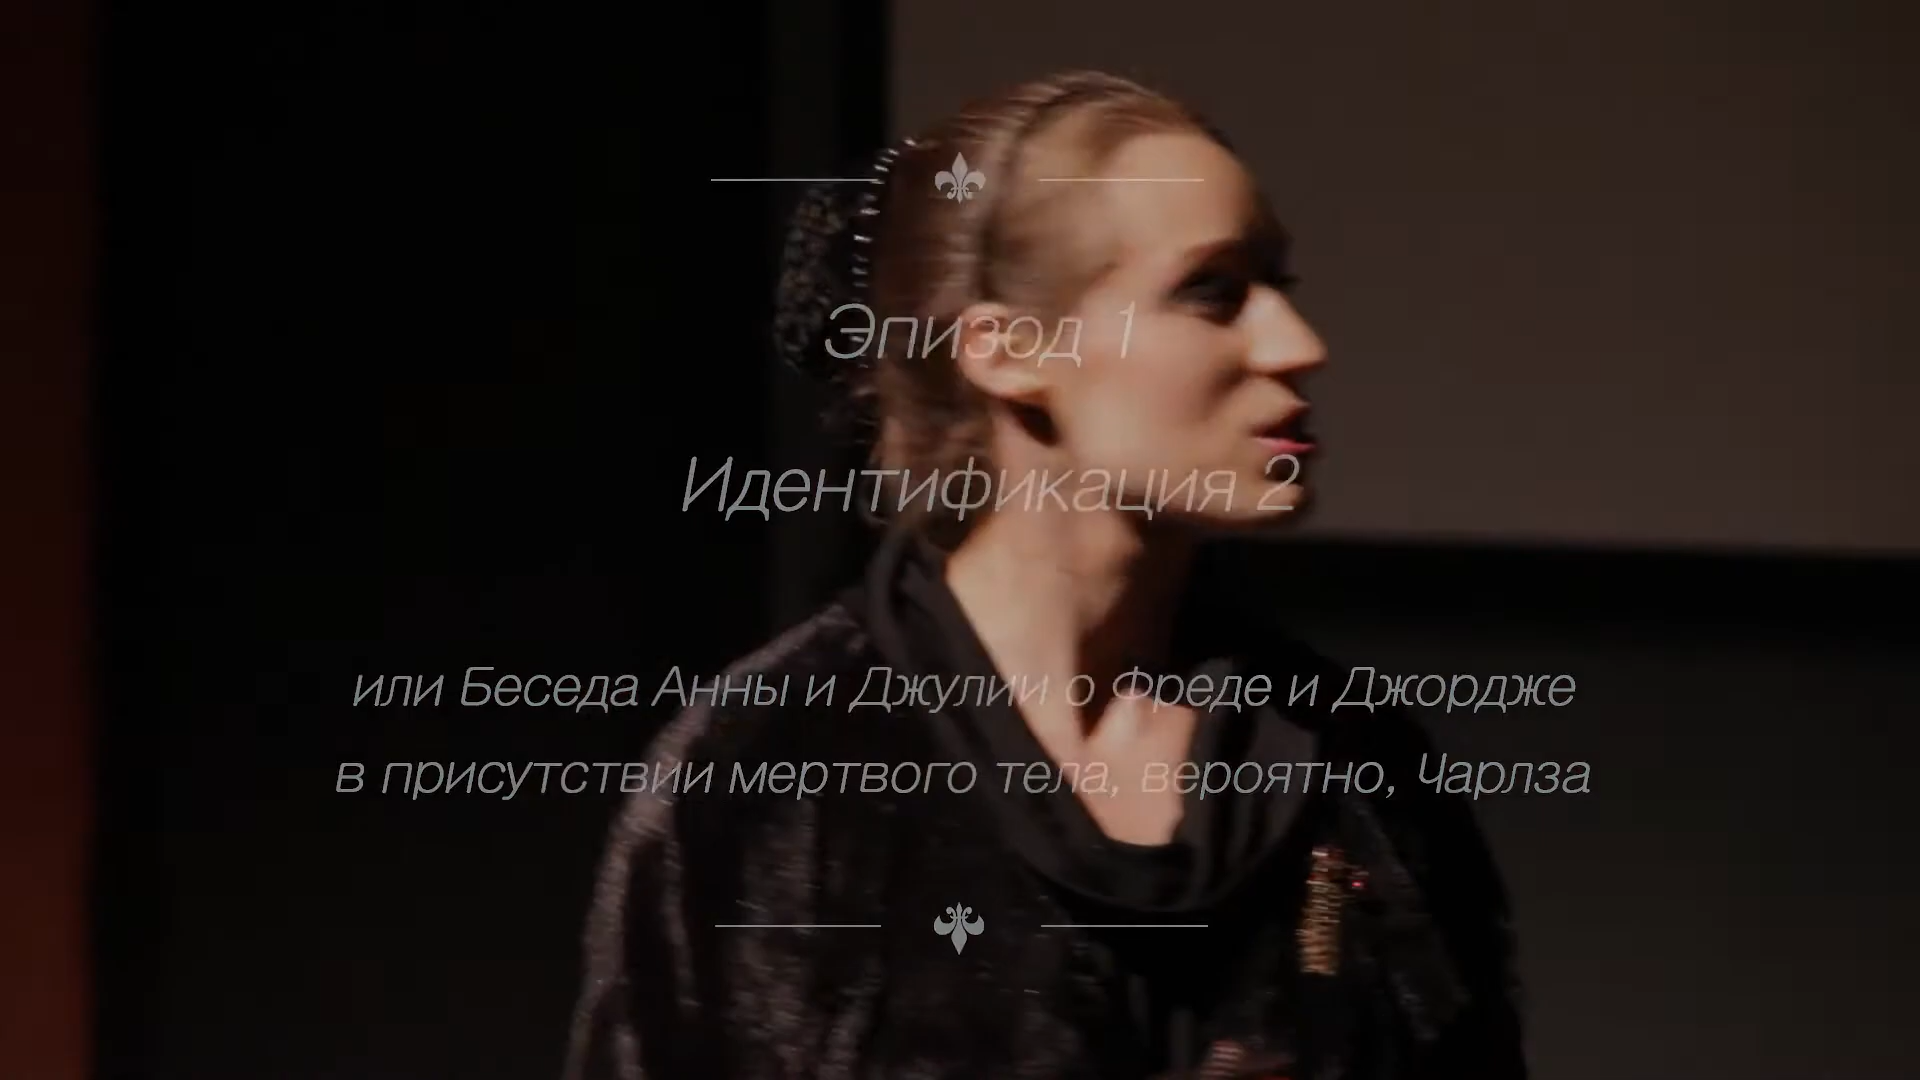 Эпизод 1
Идентификация 2
или Беседа Анны и Джулии о Фреде и Джордже
в присутствии мертвого тела, вероятно, Чарлза